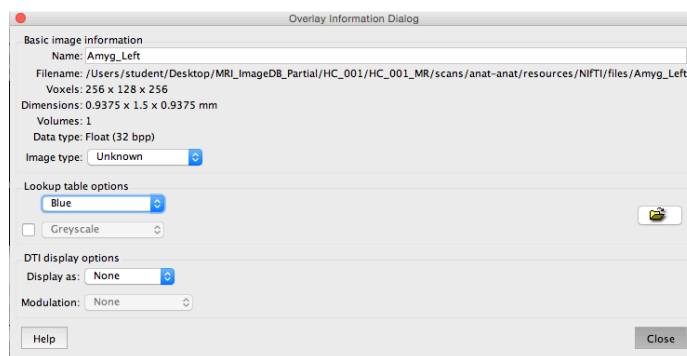 Overlay Information Dialog
Basic image information
Name: Amyg_Left
Filename: /Users/student/Desktop/MRI_ImageDB_Partial/HC_001/HC_001_MR/scans/anat-anat/resources/NIfTI/files/Amyg_Left
Voxels: 256 x 128 x 256
Dimensions: 0.9375 x 1.5 x 0.9375 mm
Volumes: 1
Data type: Float (32 bpp)
Image type: Unknown
Lookup table options
Blue
Greyscale
DTI display options
Display as: None
Modulation: None
Help Close